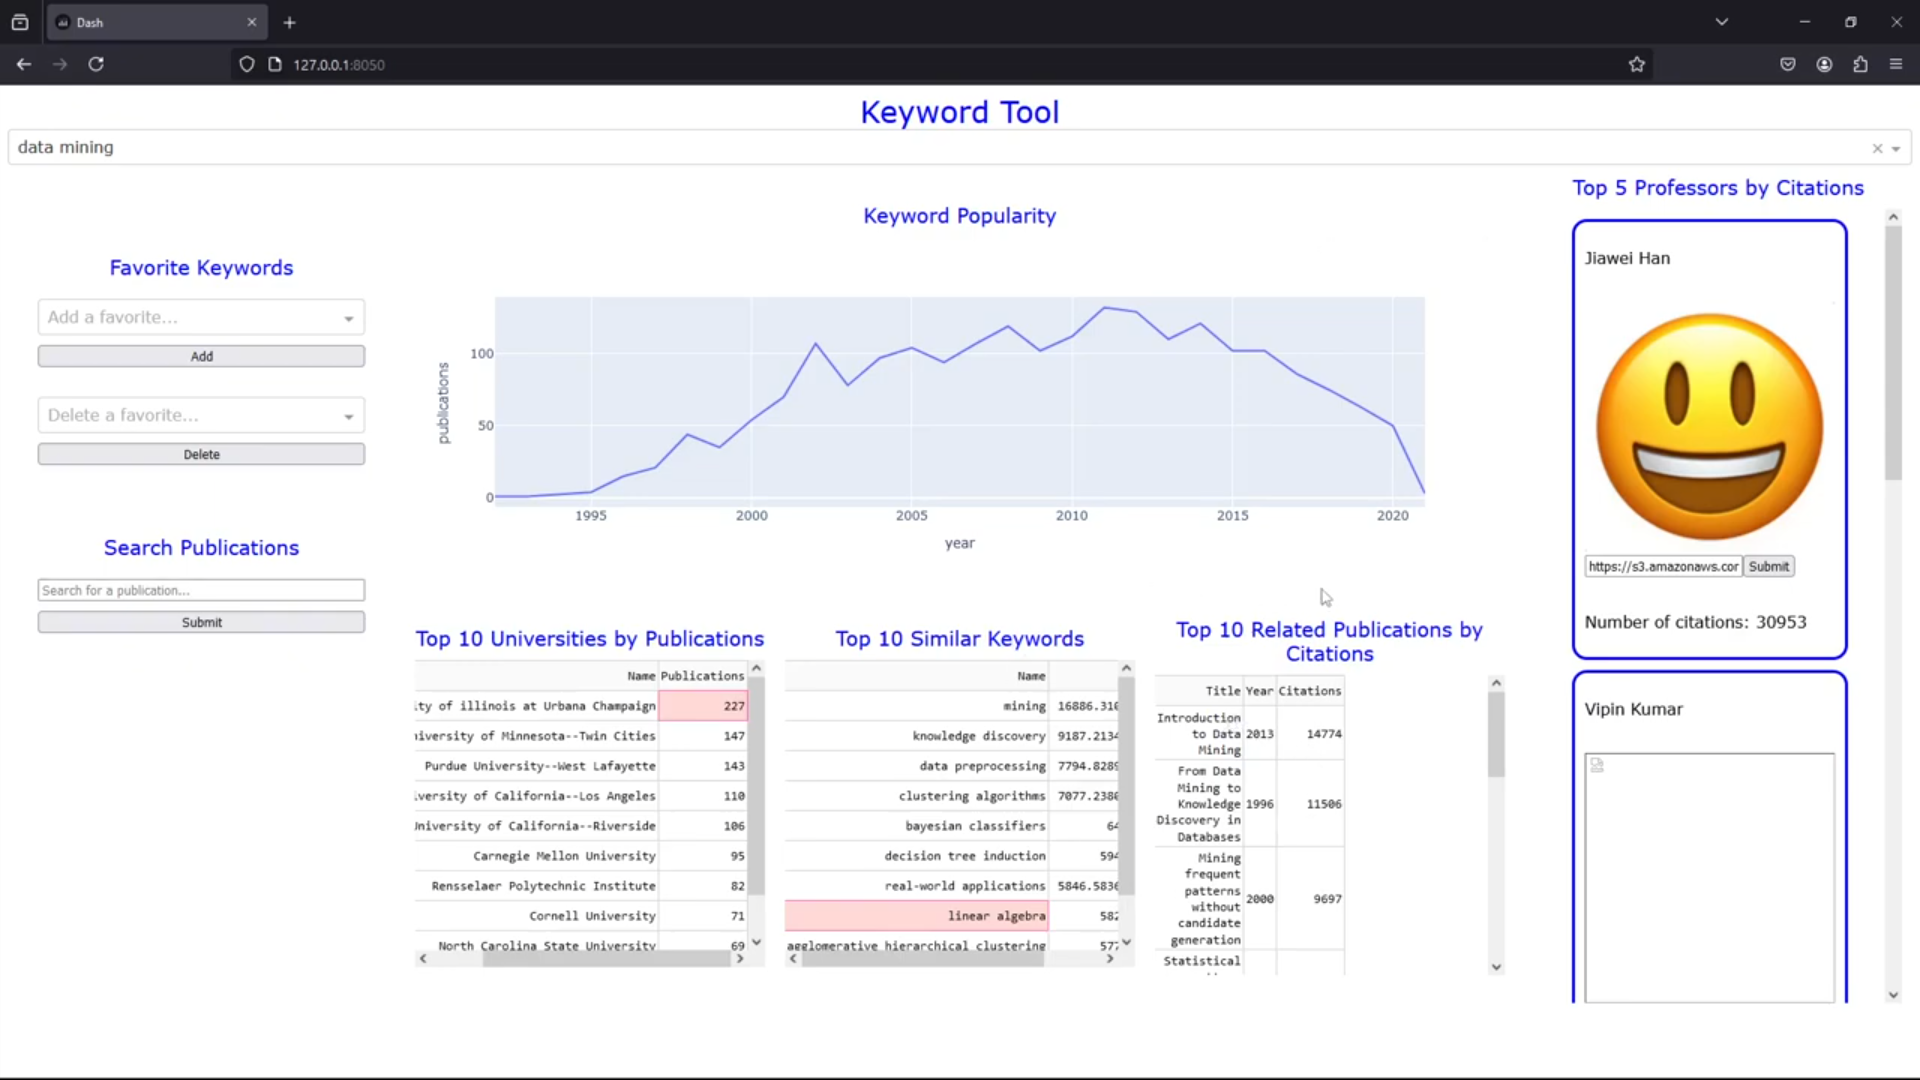 Dash
127.0.0.1:8050
Keyword Tool
data mining
Favorite Keywords
Add a favorite...
Add
Delete a favorite...
Delete
Search Publications
Search for a publication...
Submit
Keyword Popularity
publications
100
50
0
1995 2000 2005 2010 2015 2020
year
Top 10 Universities by Publications
Name Publications
ity of illinois at Urbana Champaign 227
niversity of Minnesota--Twin Cities 147
Purdue University--West Lafayette 143
iversity of California--Los Angeles 110
University of California--Riverside 106
Carnegie Mellon University 95
Rensselaer Polytechnic Institute 82
Cornell University 71
North Carolina State University 69
Top 10 Similar Keywords
Name
mining 16886.310
knowledge discovery 9187.2134
data preprocessing 7794.8289
clustering algorithms 7077.2380
bayesian classifiers 64
decision tree induction 594
real-world applications 5846.5836
linear algebra 582
agglomerative hierarchical clustering 577
Top 10 Related Publications by
Citations
Title Year Citations
Introduction
to Data 2013 14774
Mining
From Data
Mining to
Knowledge 1996 11506
Discovery in
Databases
Mining
frequent
patterns
without 2000 9697
candidate
generation
Statistical
Top 5 Professors by Citations
Jiawei Han
https://s3.amazonaws.cor Submit
Number of citations: 30953
Vipin Kumar